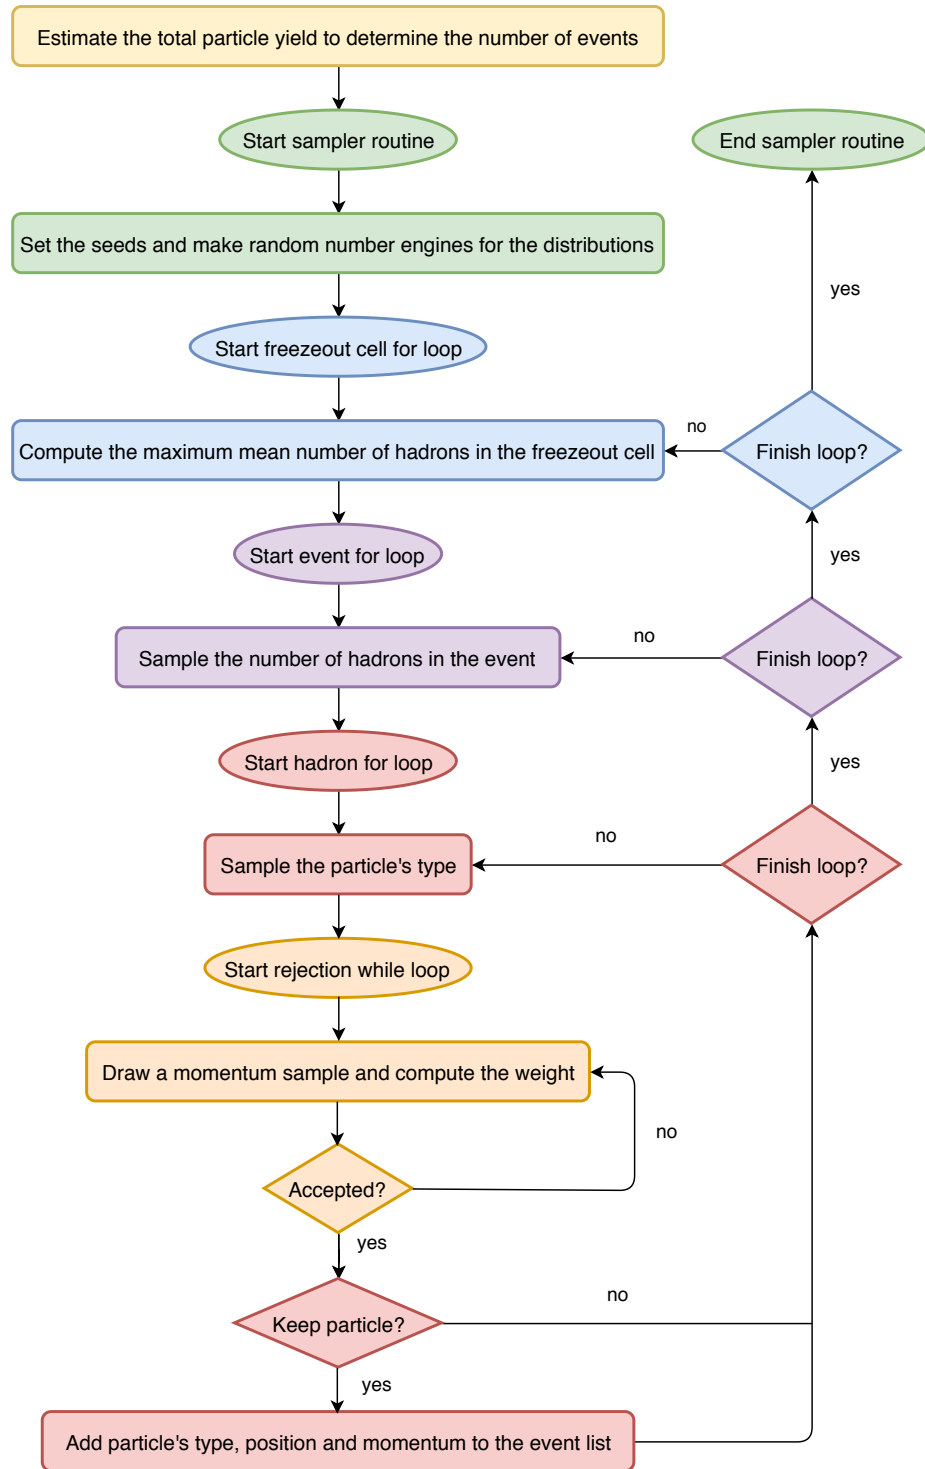 Estimate the total particle yield to determine the number of events
Start sampler routine
End sampler routine
Set the seeds and make random number engines for the distributions
yes
Start freezeout cell for loop
no
Compute the maximum mean number of hadrons in the freezeout cell
Finish loop?
Start event for loop
yes
no
Sample the number of hadrons in the event
Finish loop?
Start hadron for loop
yes
no
Sample the particle's type
Finish loop?
Start rejection while loop
Draw a momentum sample and compute the weight
no
Accepted?
yes
no
Keep particle?
yes
Add particle's type, position and momentum to the event list